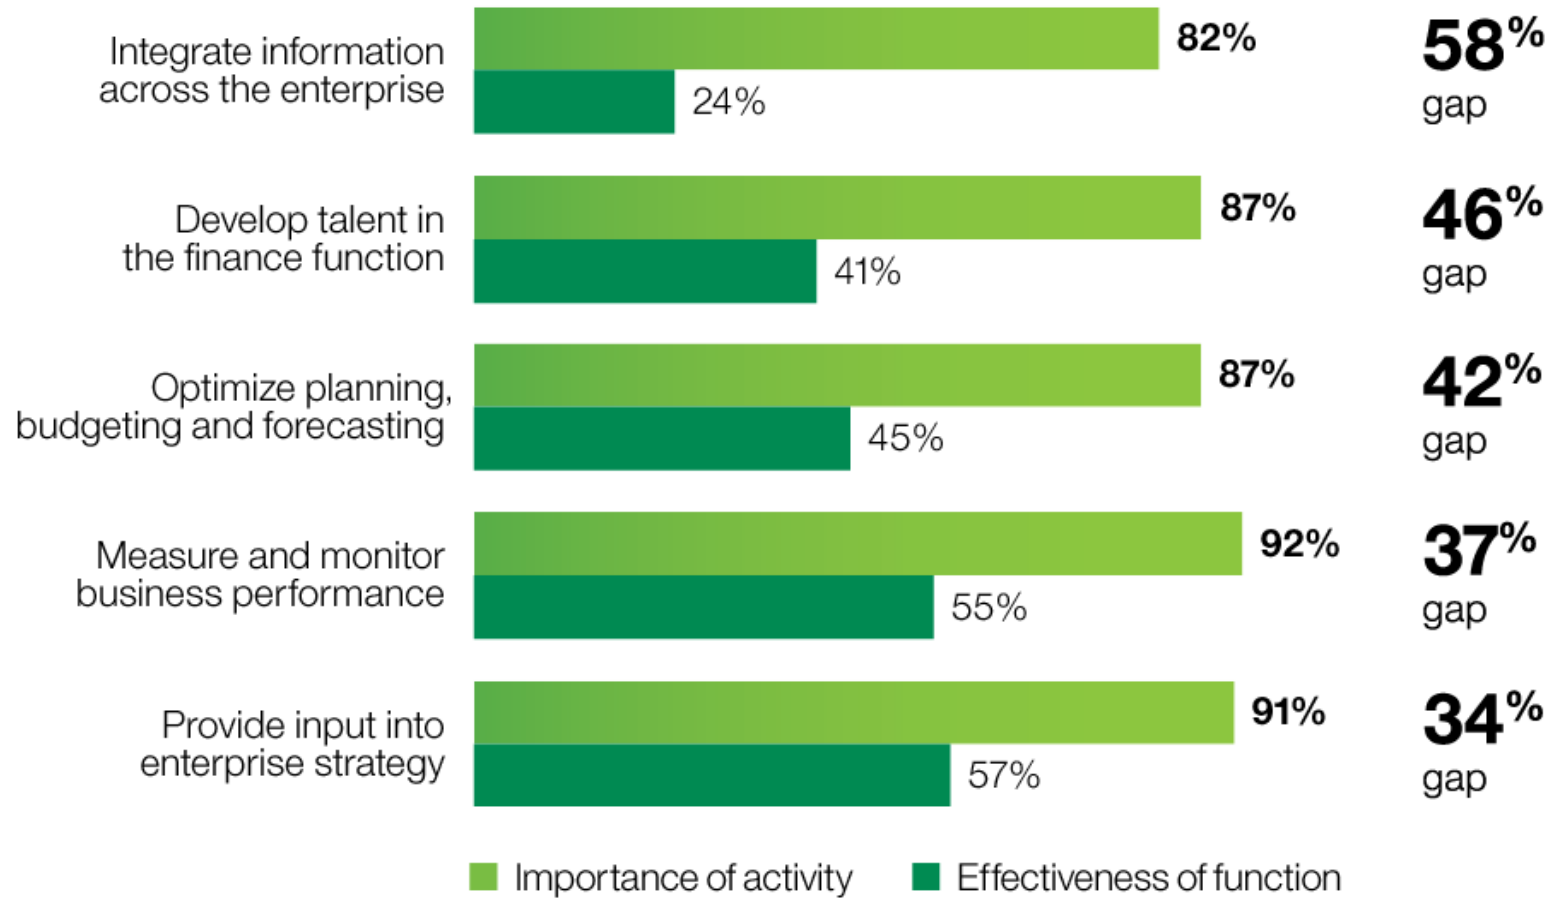 Integrate information
across the enterprise
82%
24%
58%
gap
Develop talent in
the finance function
87%
41%
46%
gap
Optimize planning,
budgeting and forecasting
87%
45%
42%
gap
Measure and monitor
business performance
92%
55%
37%
gap
Provide input into
enterprise strategy
91%
57%
34%
gap
Importance of activity
Effectiveness of function